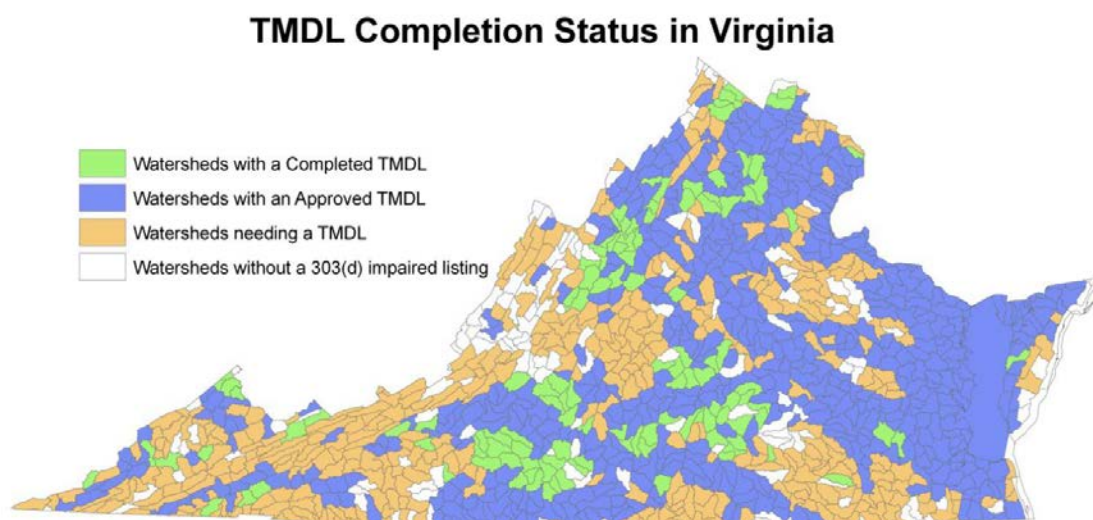 TMDL Completion Status in Virginia
Watersheds with a Completed TMDL
Watersheds with an Approved TMDL
Watersheds needing a TMDL
Watersheds without a 303(d) impaired listing